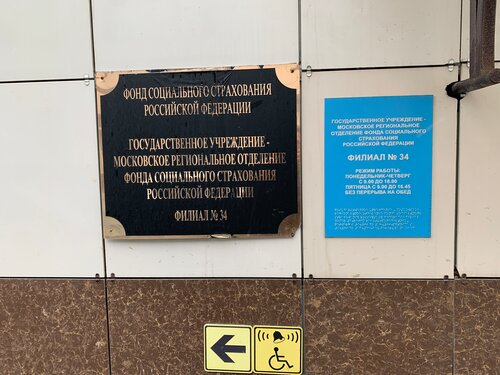 ФОНД СОЦИАЛЬНОГО СТРАХОВАНИЯ
РОССИЙСКОЙ ФЕДЕРАЦИИ
ГОСУДАРСТВЕННОЕ УЧРЕЖДЕНИЕ -
МОСКОВСКОЕ РЕГИОНАЛЬНОЕ ОТДЕЛЕНИЕ
ФОНДА СОЦИАЛЬНОГО СТРАХОВАНИЯ
РОССИЙСКОЙ ФЕДЕРАЦИИ
ФИЛИАЛ № 34
ГОСУДАРСТВЕННОЕ УЧРЕЖДЕНИЕ-
МОСКОВСКОЕ РЕГИОНАЛЬНОЕ
ОТДЕЛЕНИЕ ФОНДА СОЦИАЛЬНОГО
СТРАХОВАНИЯ
РОССИЙСКОЙ ФЕДЕРАЦИИ
ФИЛИАЛ № 34
РЕЖИМ РАБОТЫ:
ПОНЕДЕЛЬНИК-ЧЕТВЕРГ
С 9.00 ДО 18.00
ПЯТНИЦА С 9.00 ДО 16.45
БЕЗ ПЕРЕРЫВА НА ОБЕД